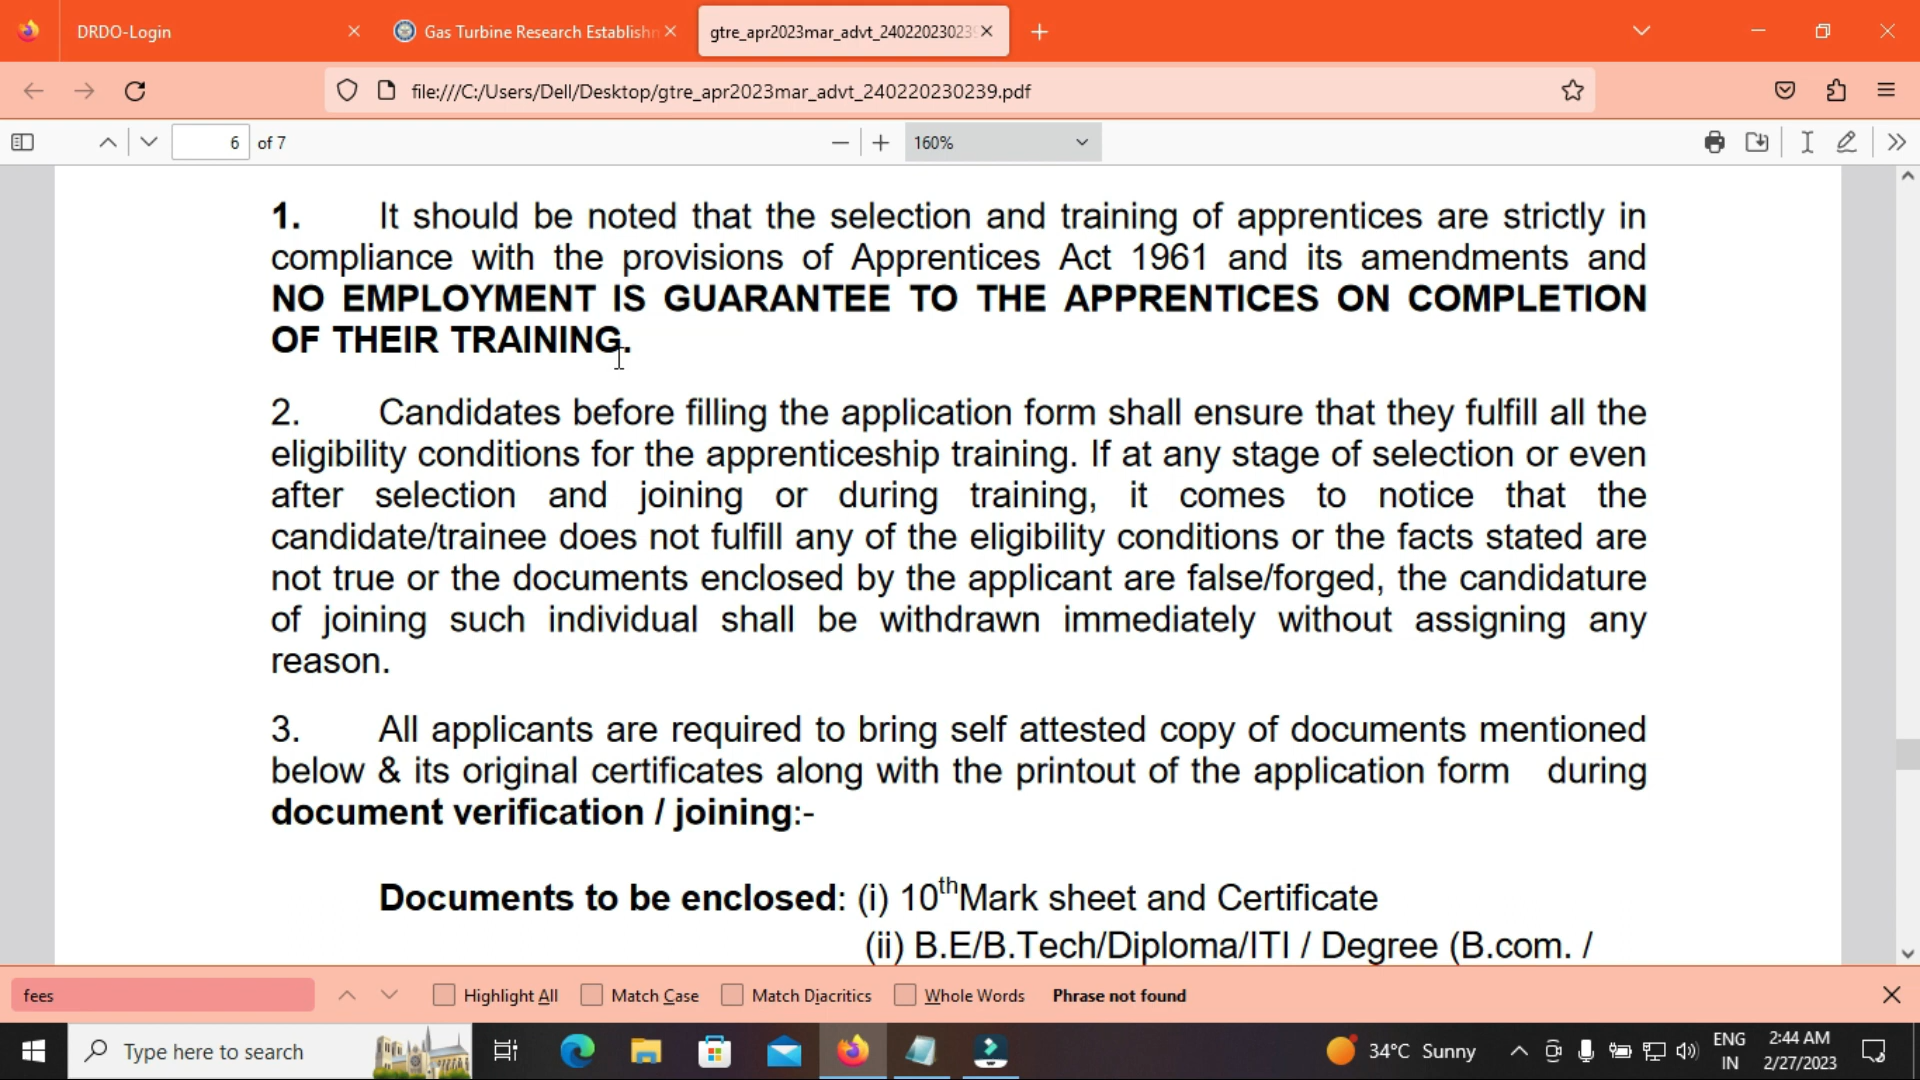 DRDO-Login
Gas Turbine Research Establishm
gtre_apr2023mar_advt_240220230239
file:///C:/Users/Dell/Desktop/gtre_apr2023mar_advt_240220230239.pdf
6 of 7
160%
1. It should be noted that the selection and training of apprentices are strictly in
compliance with the provisions of Apprentices Act 1961 and its amendments and
NO EMPLOYMENT IS GUARANTEE TO THE APPRENTICES ON COMPLETION
OF THEIR TRAINING.
2. Candidates before filling the application form shall ensure that they fulfill all the
eligibility conditions for the apprenticeship training. If at any stage of selection or even
after selection and joining or during training, it comes to notice that the
candidate/trainee does not fulfill any of the eligibility conditions or the facts stated are
not true or the documents enclosed by the applicant are false/forged, the candidature
of joining such individual shall be withdrawn immediately without assigning any
reason.
3. All applicants are required to bring self attested copy of documents mentioned
below & its original certificates along with the printout of the application form during
document verification / joining:-
Documents to be enclosed: (i) 10thMark sheet and Certificate
(ii) B.E/B.Tech/Diploma/ITI / Degree (B.com. /
fees
Highlight All Match Case Match Diacritics Whole Words Phrase not found
Type here to search
34°C Sunny
ENG
IN
2:44 AM
2/27/2023